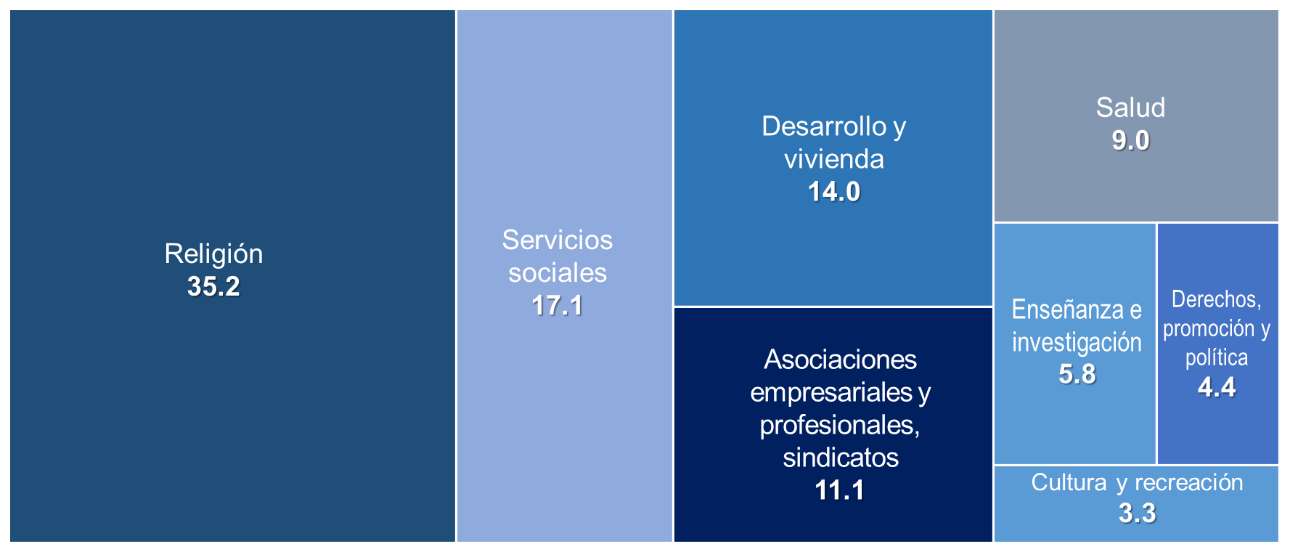 Religión
35.2
Servicios
sociales
17.1
Desarrollo y
vivienda
14.0
Asociaciones
empresariales y
profesionales,
sindicatos
11.1
Salud
9.0
Enseñanza e
investigación
5.8
Derechos,
promoción y
política
4.4
Cultura y recreación
3.3